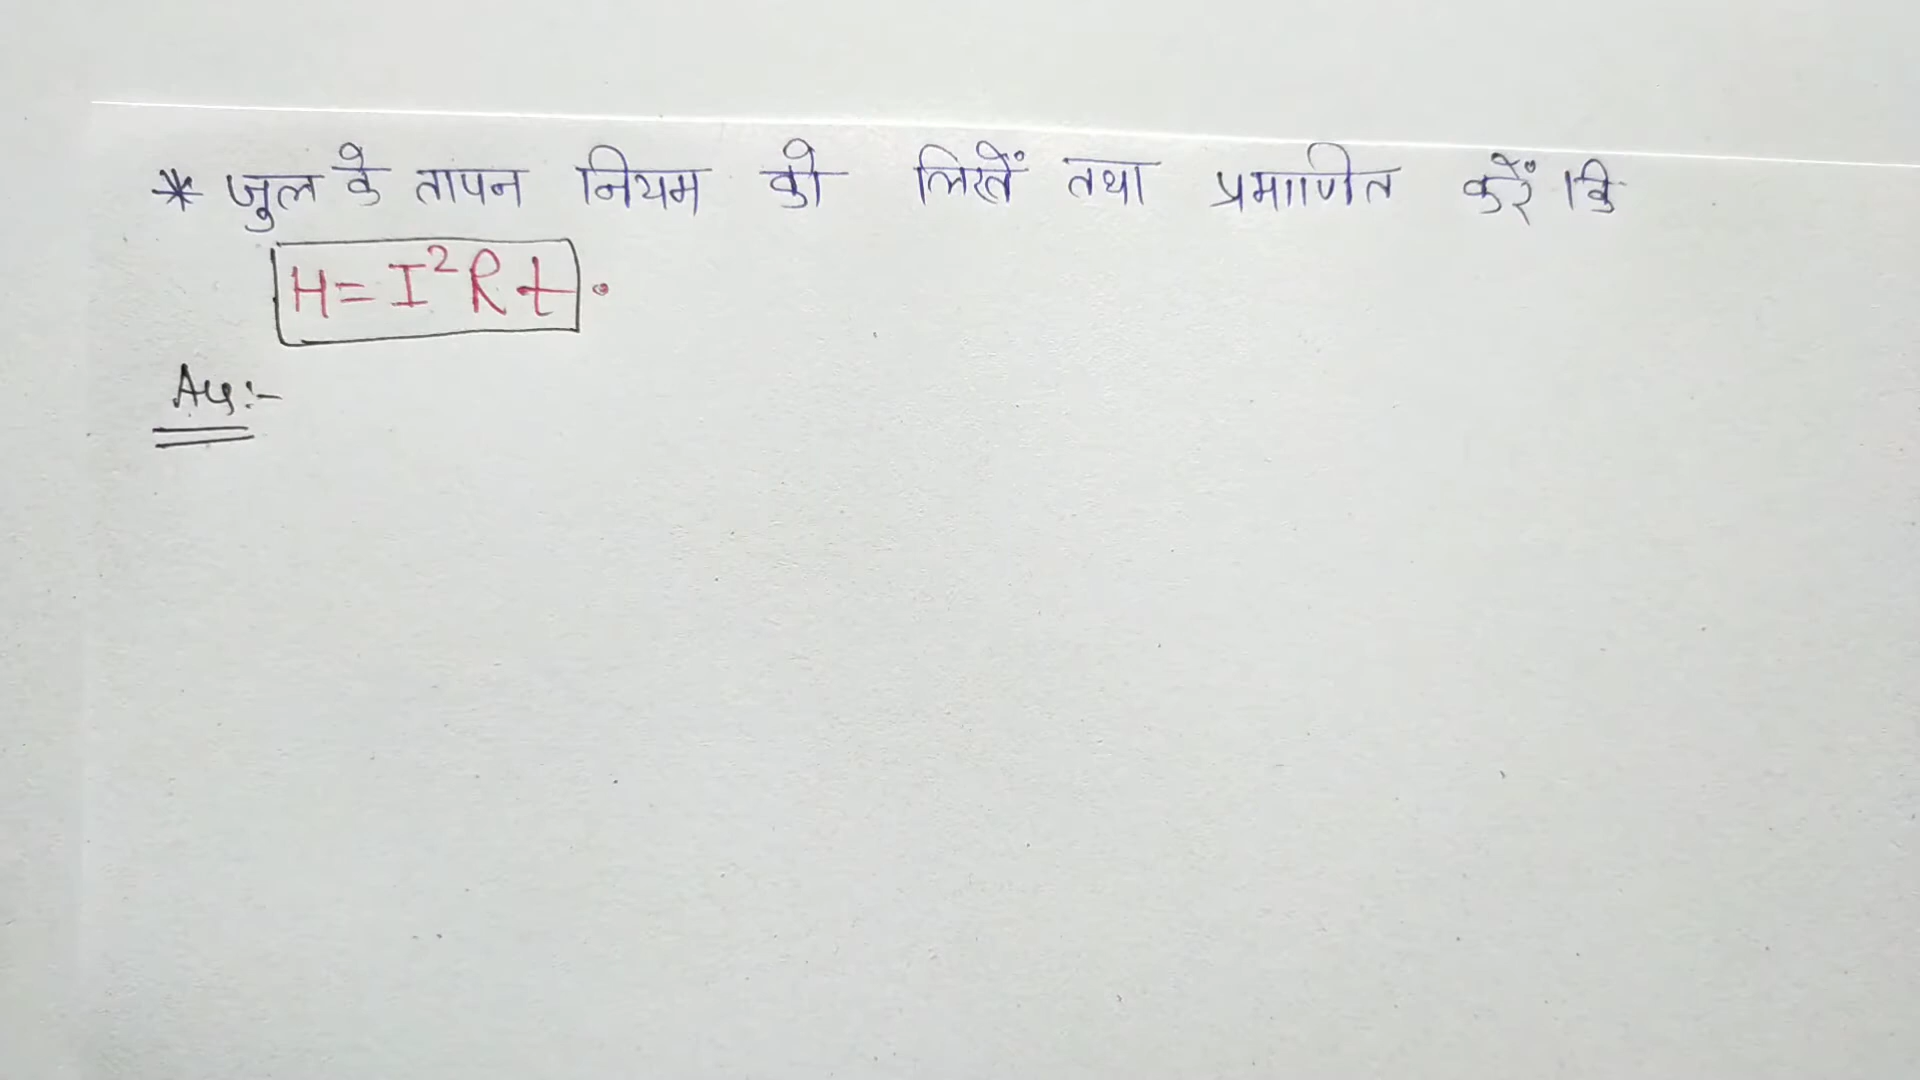 * जुल के तापन नियम को लिखें तथा प्रमाणित करें कि
H = I²Rt.
Ans:-